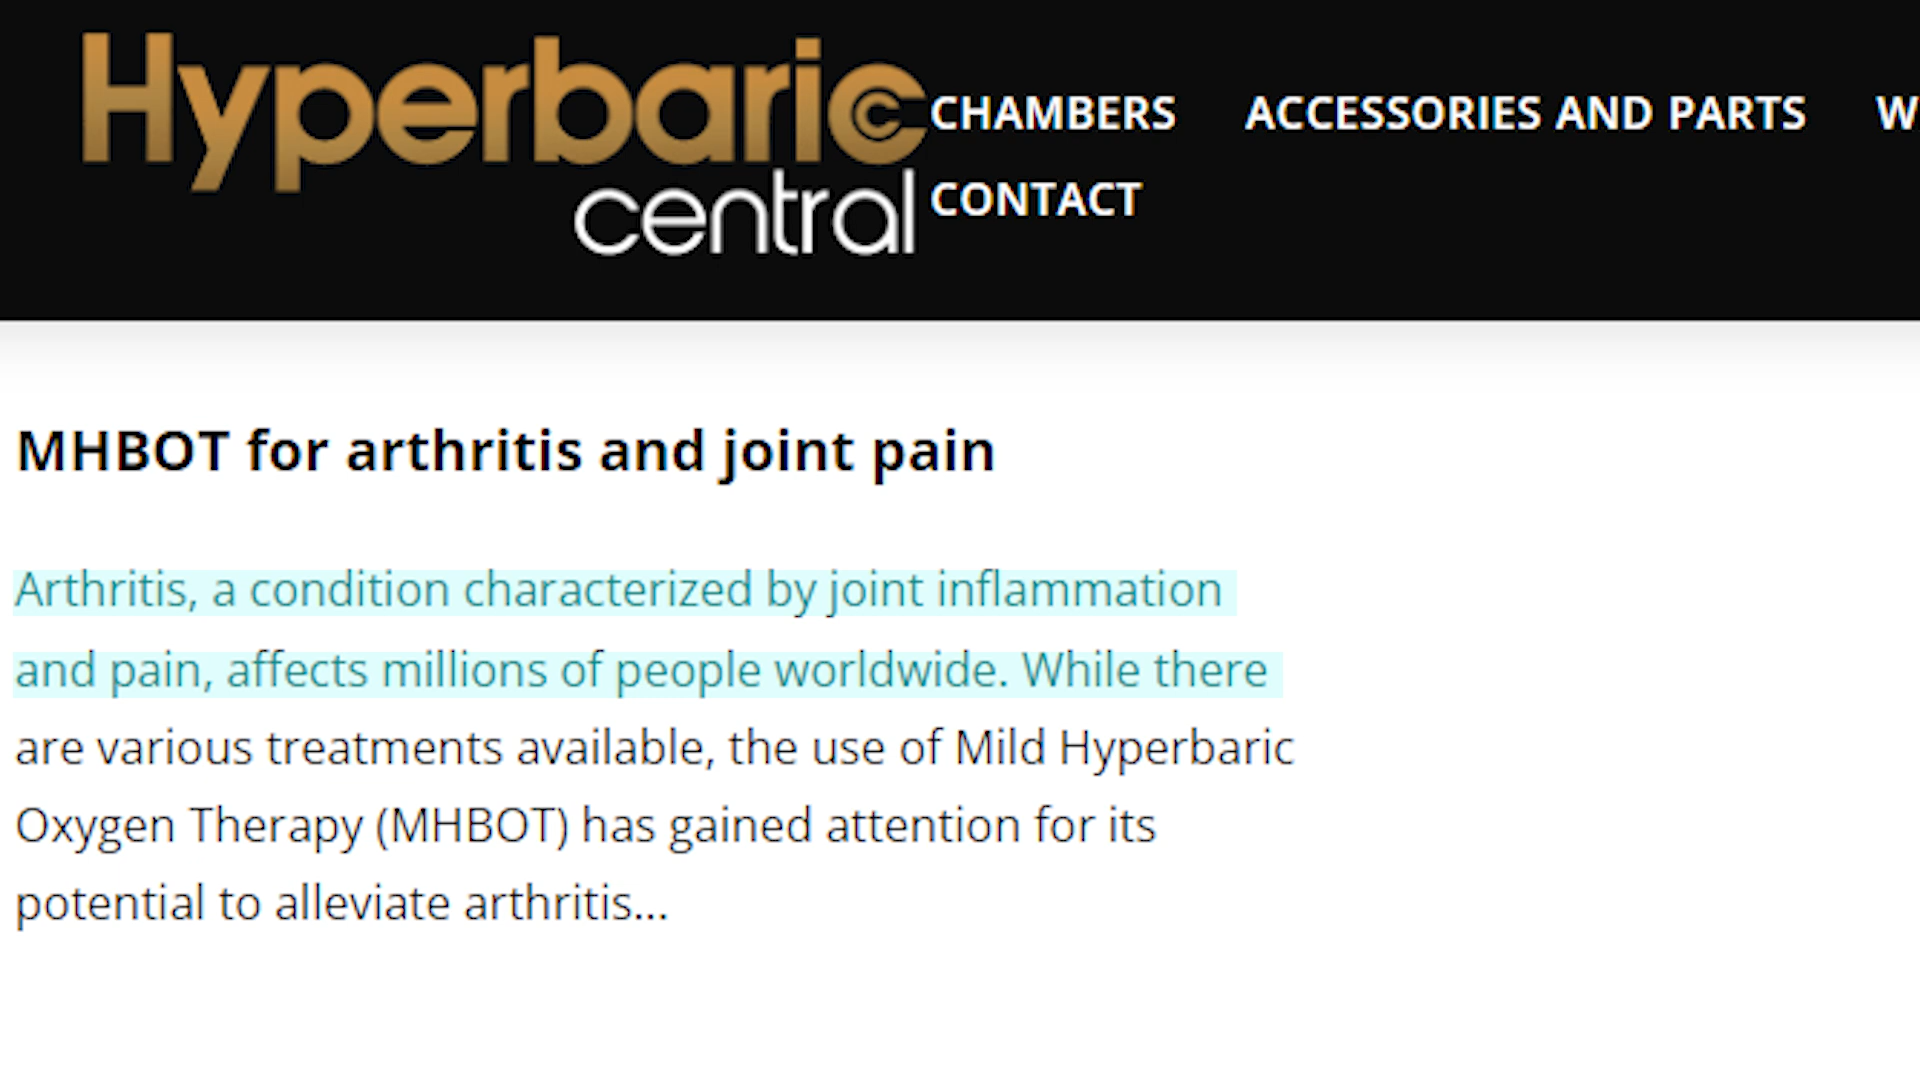 Hyperbaric
central
CHAMBERS ACCESSORIES AND PARTS
CONTACT
MHBOT for arthritis and joint pain
Arthritis, a condition characterized by joint inflammation
and pain, affects millions of people worldwide. While there
are various treatments available, the use of Mild Hyperbaric
Oxygen Therapy (MHBOT) has gained attention for its
potential to alleviate arthritis...